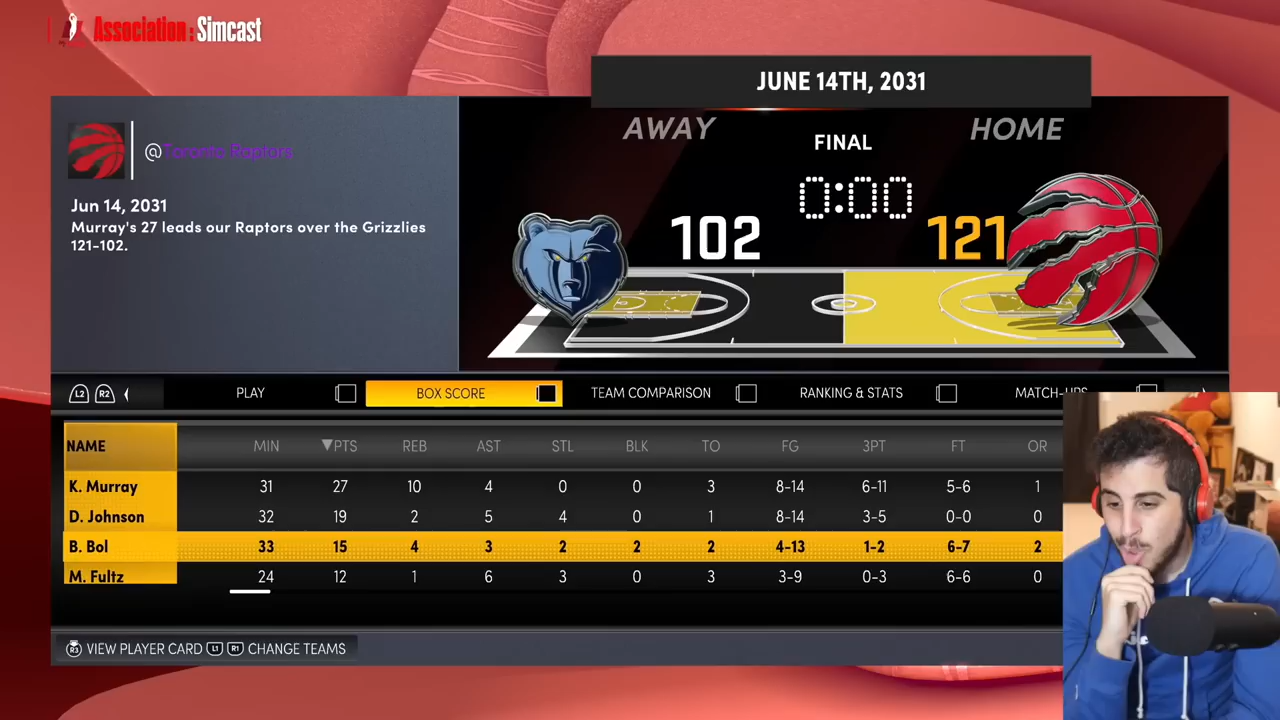 Association: Simcast
JUNE 14TH, 2031
@Toronto Raptors
Jun 14, 2031
Murray's 27 leads our Raptors over the Grizzlies
121-102.
AWAY
FINAL
HOME
102
0:00
121
L2 R2 PLAY BOX SCORE TEAM COMPARISON RANKING & STATS MATCH-UPS
NAME MIN ▼PTS REB AST STL BLK TO FG 3PT FT OR
K. Murray 31 27 10 4 0 0 3 8-14 6-11 5-6 1
D. Johnson 32 19 2 5 4 0 1 8-14 3-5 0-0 0
B. Bol 33 15 4 3 2 2 2 4-13 1-2 6-7 2
M. Fultz 24 12 1 6 3 0 3 3-9 0-3 6-6 0
R3 VIEW PLAYER CARD L1 R1 CHANGE TEAMS